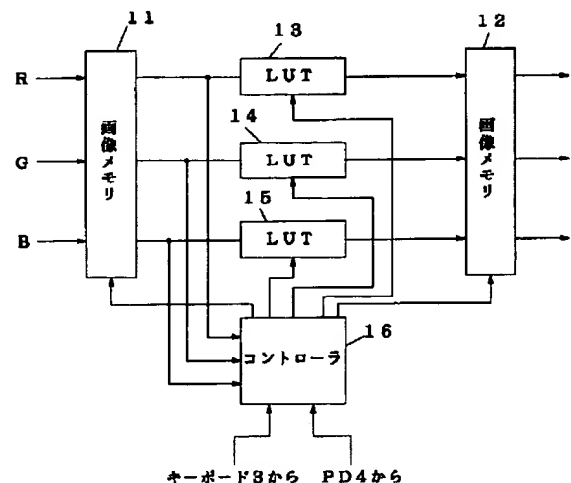 11
13
12
R
LUT
14
画像メモリ
画像メモリ
G
LUT
15
B
LUT
16
コントローラ
キーボード3から PD4から